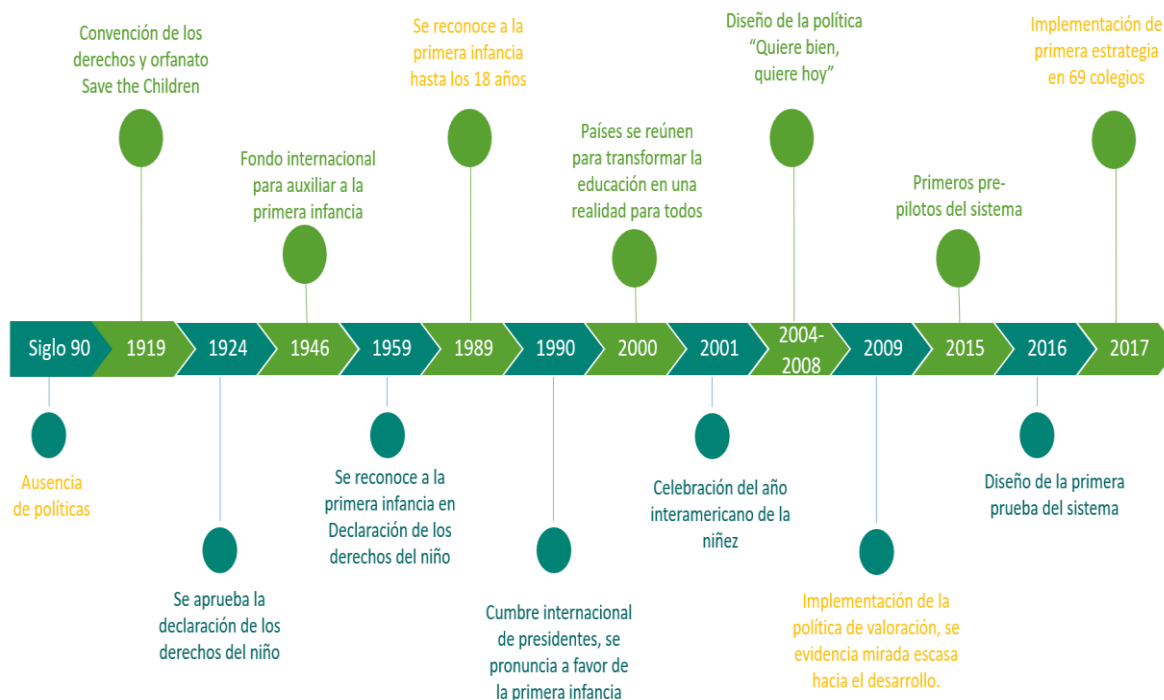 Convención de los
derechos y orfanato
Save the Children
Se reconoce a la
primera infancia
hasta los 18 años
Diseño de la política
“Quiere bien,
quiere hoy”
Implementación de
primera estrategia
en 69 colegios
Fondo internacional
para auxiliar a la
primera infancia
Países se reúnen
para transformar la
educación en una
realidad para todos
Primeros pre-
pilotos del sistema
Siglo 90
1919
1924
1946
1959
1989
1990
2000
2001
2004-
2008
2009
2015
2016
2017
Ausencia
de políticas
Se reconoce a la
primera infancia en
Declaración de los
derechos del niño
Celebración del año
interamericano de la
niñez
Diseño de la primera
prueba del sistema
Se aprueba la
declaración de los
derechos del niño
Cumbre internacional
de presidentes, se
pronuncia a favor de
la primera infancia
Implementación de la
política de valoración, se
evidencia mirada escasa
hacia el desarrollo.